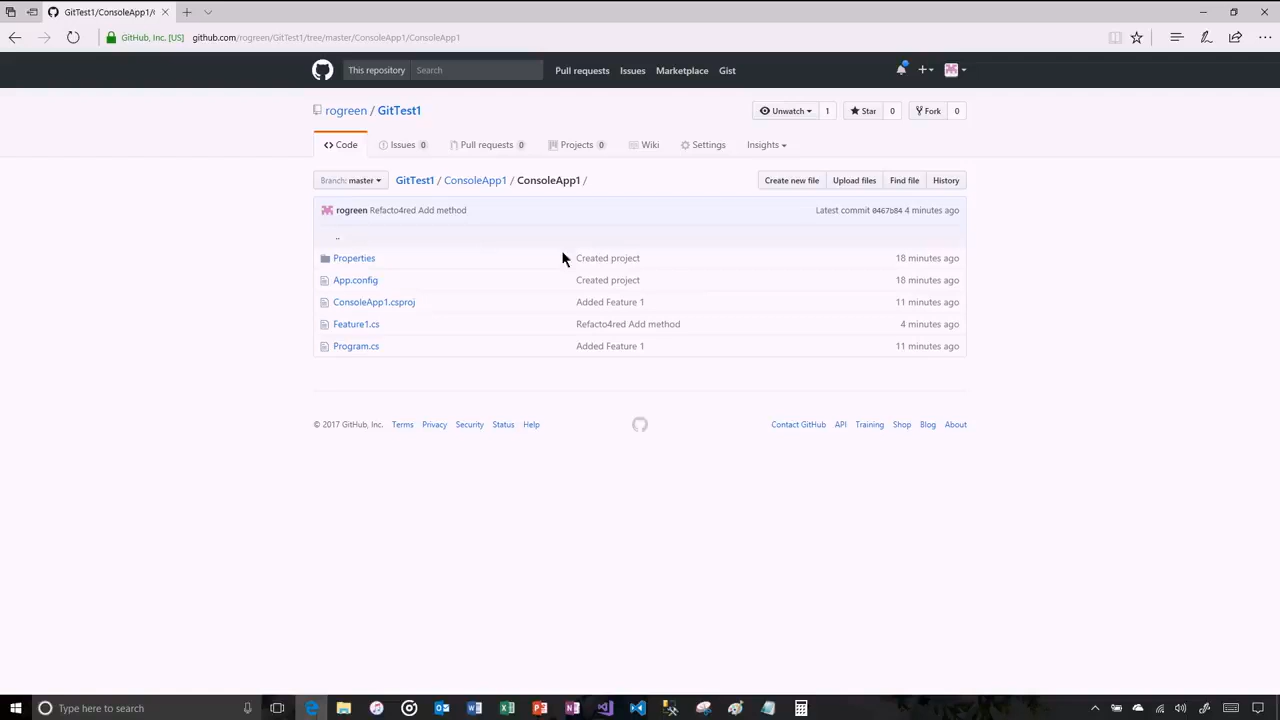 GitTest1/ConsoleApp1/
GitHub, Inc. [US] github.com/rogreen/GitTest1/tree/master/ConsoleApp1/ConsoleApp1
This repository Search Pull requests Issues Marketplace Gist
rogreen / GitTest1 Unwatch 1 Star 0 Fork 0
Code Issues 0 Pull requests 0 Projects 0 Wiki Settings Insights
Branch: master GitTest1 / ConsoleApp1 / ConsoleApp1 / Create new file Upload files Find file History
rogreen Refacto4red Add method Latest commit 0467b84 4 minutes ago
..
Properties Created project 18 minutes ago
App.config Created project 18 minutes ago
ConsoleApp1.csproj Added Feature 1 11 minutes ago
Feature1.cs Refacto4red Add method 4 minutes ago
Program.cs Added Feature 1 11 minutes ago
© 2017 GitHub, Inc. Terms Privacy Security Status Help Contact GitHub API Training Shop Blog About
Type here to search